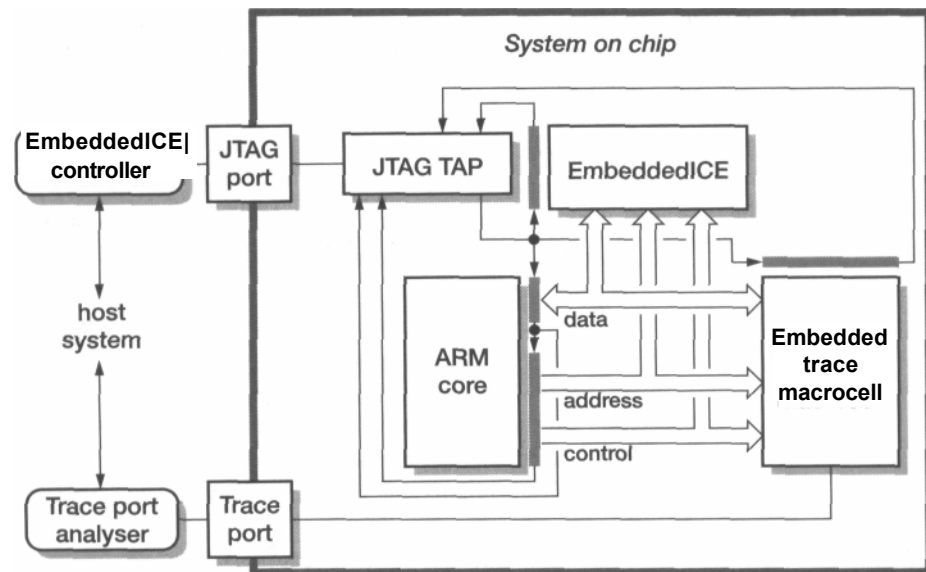 System on chip
EmbeddedICE|
controller
JTAG
port
JTAG TAP
EmbeddedICE
host
system
ARM
core
data
address
control
Embedded
trace
macrocell
Trace port
analyser
Trace
port